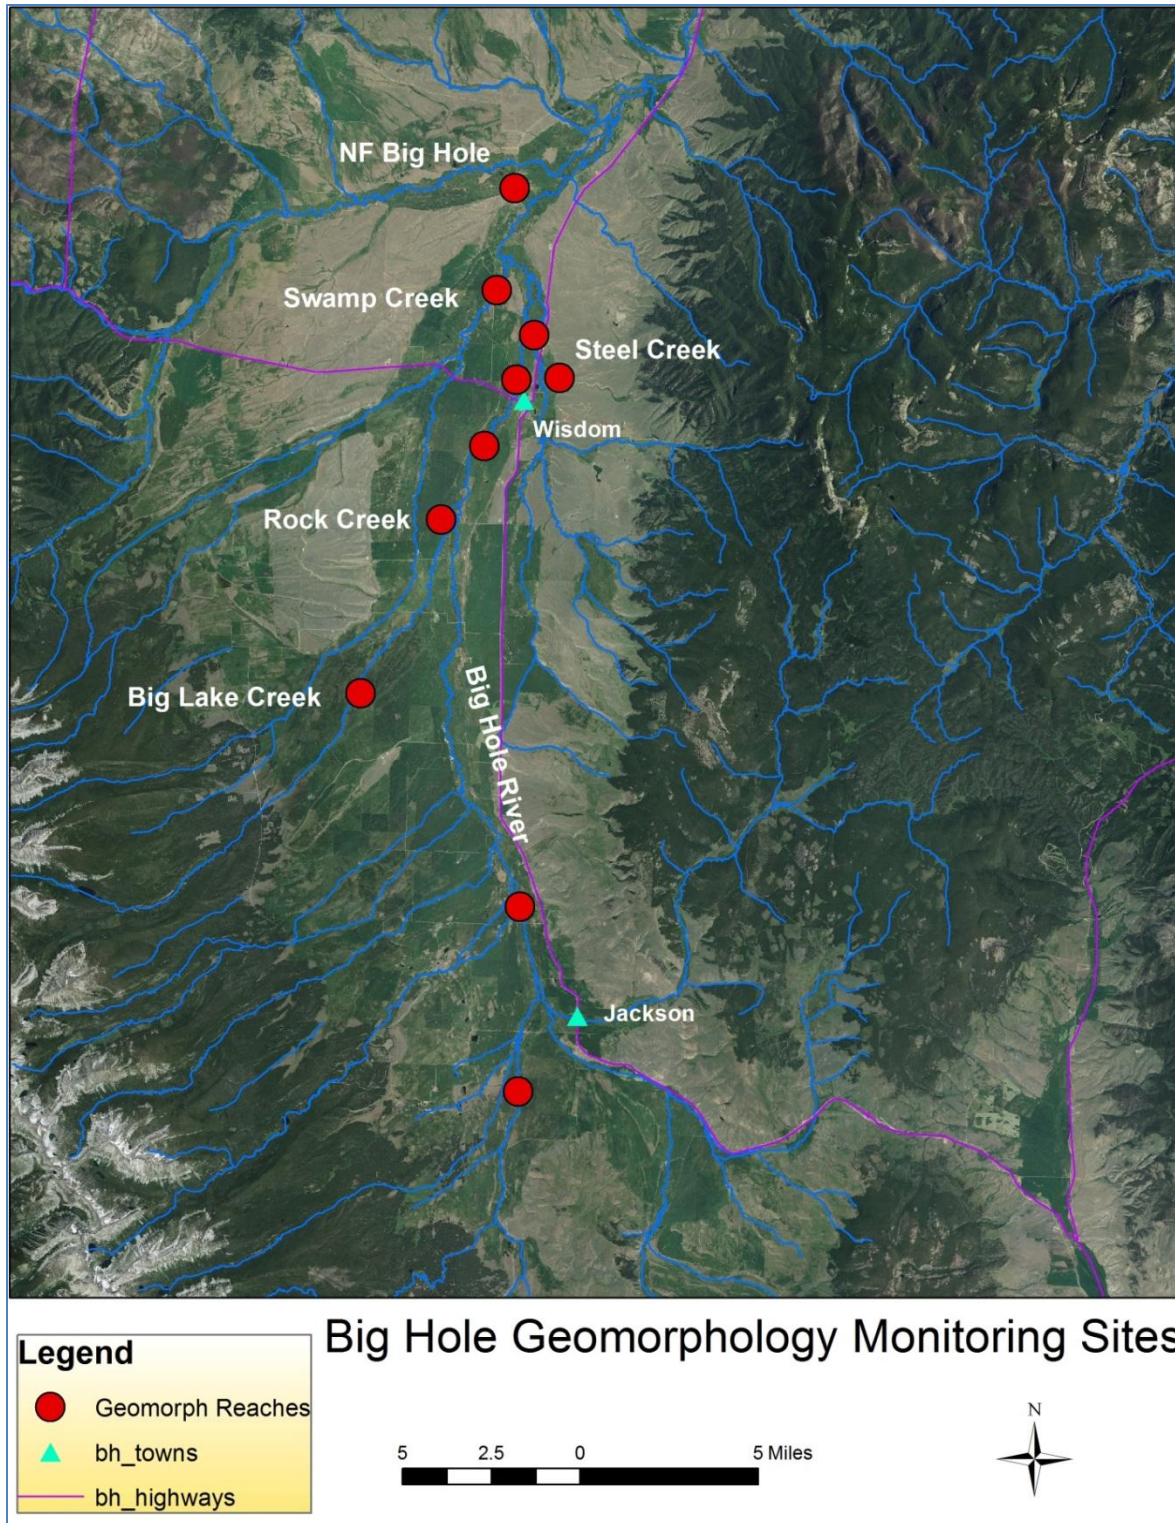 NF Big Hole
Swamp Creek
Steel Creek
Wisdom
Rock Creek
Big Lake Creek
Big Hole River
Jackson
Big Hole Geomorphology Monitoring Sites
Legend
Geomorph Reaches
bh_towns
bh_highways
5 2.5 0 5 Miles
N